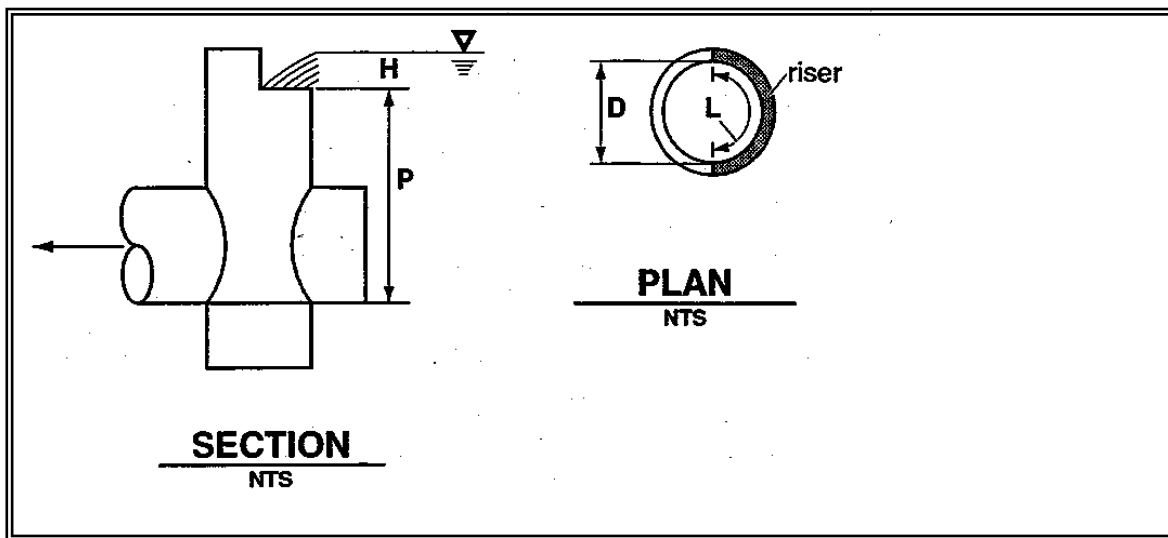 H
P
SECTION
NTS
D
L
riser
PLAN
NTS